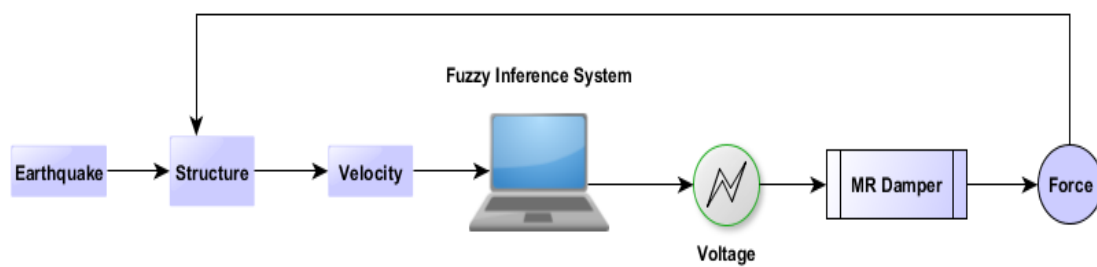 Fuzzy Inference System
Earthquake
Structure
Velocity
MR Damper
Force
Voltage